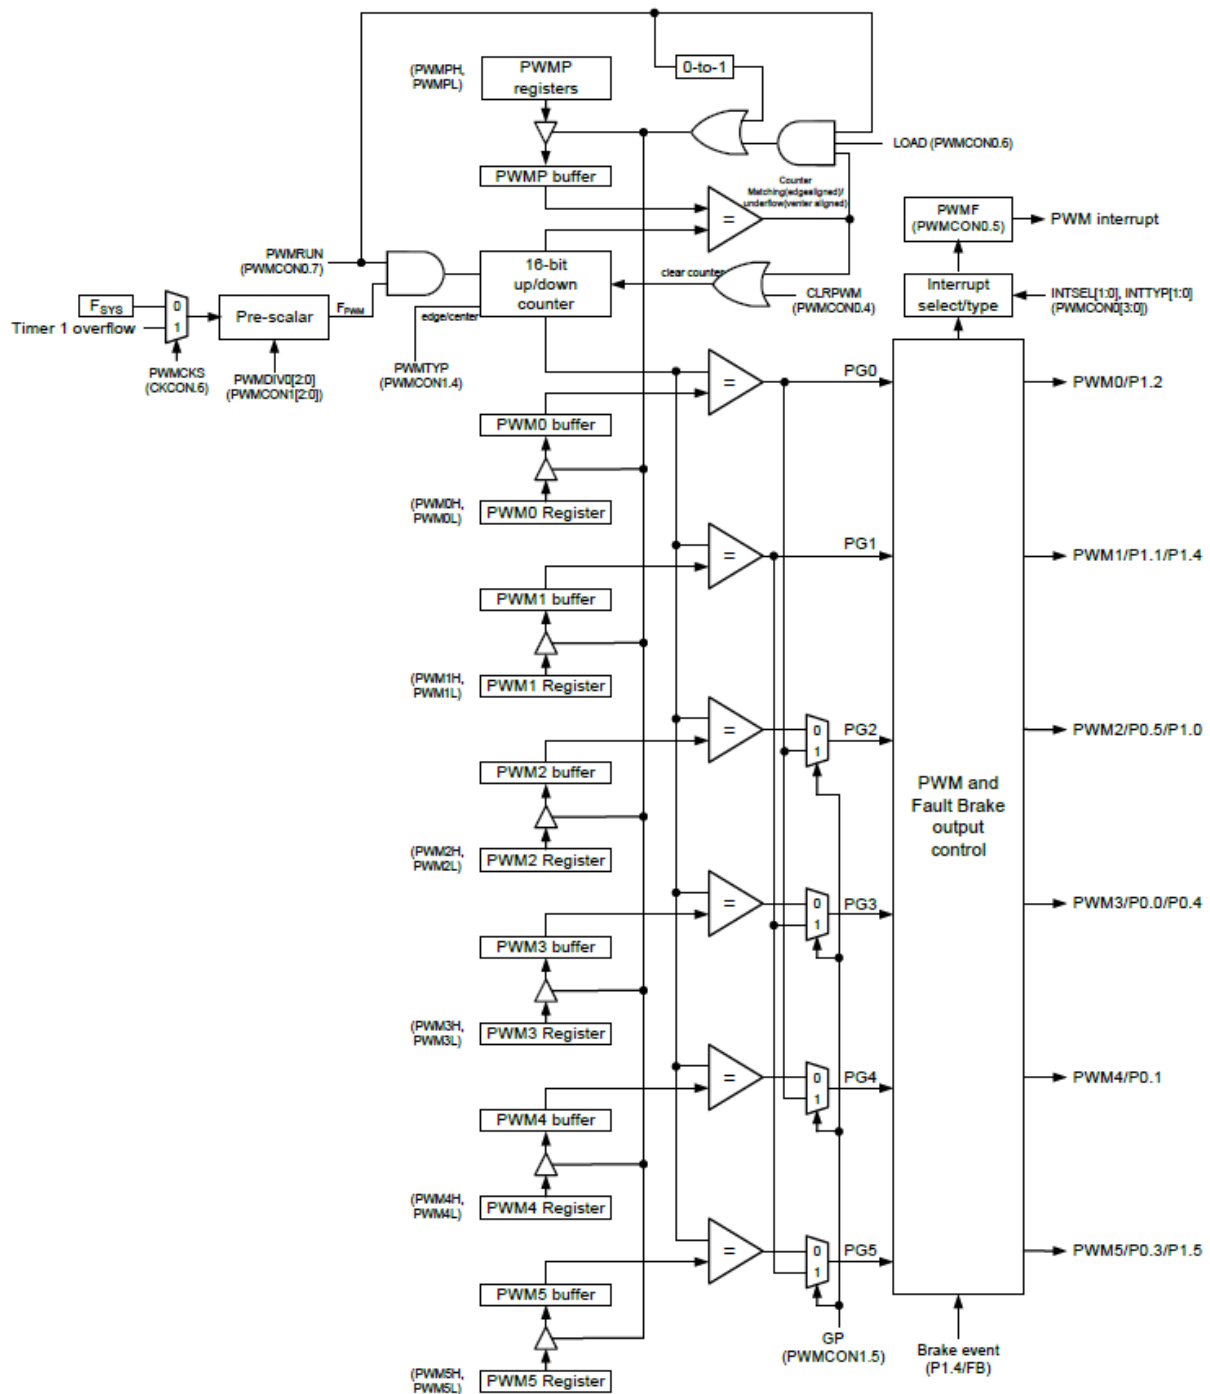 0-to-1
(PWMPH,
PWMPL)
PWMP
registers
LOAD (PWMCON0.6)
PWMP buffer
Counter
Matching(edgealigned)/
underflow(venter aligned)
=
PWMF
(PWMCON0.5)
PWM interrupt
PWMRUN
(PWMCON0.7)
16-bit
up/down
counter
clear counter
CLRPWM
(PWMCON0.4)
Interrupt
select/type
INTSEL[1:0], INTTYP[1:0]
(PWMCON0[3:0])
FSYS
Timer 1 overflow
0
1
Pre-scalar
FPWM
edge/center
PWMCKS
(CKCON.6)
PWMDIV0[2:0]
(PWMCON1[2:0])
PWMTYP
(PWMCON1.4)
=
PG0
PWM0/P1.2
PWM0 buffer
(PWM0H,
PWM0L)
PWM0 Register
=
PG1
PWM1/P1.1/P1.4
PWM1 buffer
(PWM1H,
PWM1L)
PWM1 Register
=
0
1
PG2
PWM2/P0.5/P1.0
PWM2 buffer
PWM and
Fault Brake
output
control
(PWM2H,
PWM2L)
PWM2 Register
=
0
1
PG3
PWM3/P0.0/P0.4
PWM3 buffer
(PWM3H,
PWM3L)
PWM3 Register
=
0
1
PG4
PWM4/P0.1
PWM4 buffer
(PWM4H,
PWM4L)
PWM4 Register
=
0
1
PG5
PWM5/P0.3/P1.5
PWM5 buffer
GP
(PWMCON1.5)
Brake event
(P1.4/FB)
(PWM5H,
PWM5L)
PWM5 Register